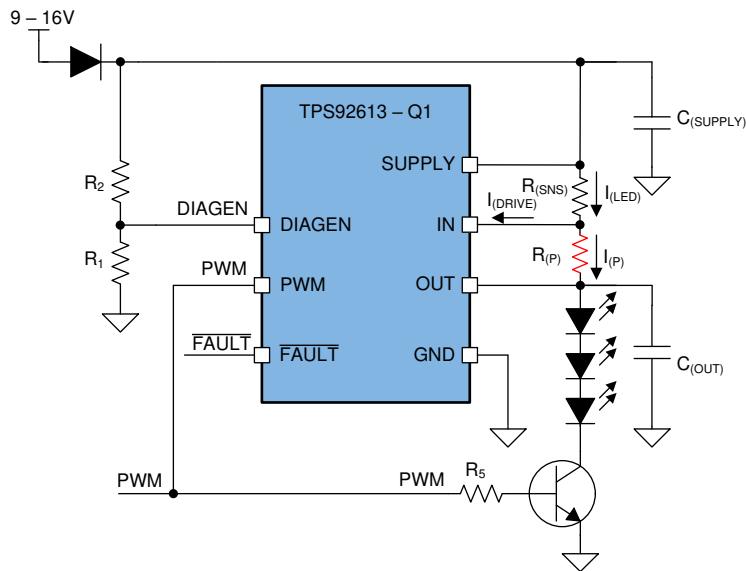 9 – 16V
TPS92613 – Q1
C(SUPPLY)
SUPPLY
R(SNS)
I(LED)
R2
I(DRIVE)
DIAGEN
DIAGEN
IN
R1
R(P)
I(P)
PWM
PWM
OUT
FAULT
FAULT
GND
C(OUT)
PWM
PWM
R5